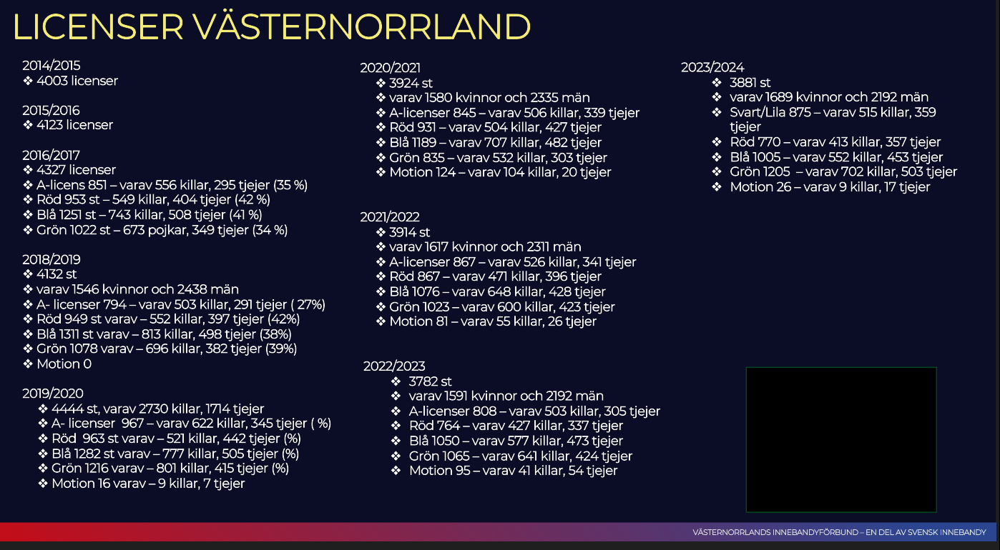 LICENSER VÄSTERNORRLAND
2014/2015
❖ 4003 licenser
2015/2016
❖ 4123 licenser
2016/2017
❖ 4327 licenser
❖ A-licens 851 – varav 556 killar, 295 tjejer (35 %)
❖ Röd 953 st – 549 killar, 404 tjejer (42 %)
❖ Blå 1251 st – 743 killar, 508 tjejer (41 %)
❖ Grön 1022 st – 673 pojkar, 349 tjejer (34 %)
2018/2019
❖ 4132 st
❖ varav 1546 kvinnor och 2438 män
❖ A- licenser 794 – varav 503 killar, 291 tjejer ( 27%)
❖ Röd 949 st varav – 552 killar, 397 tjejer (42%)
❖ Blå 1311 st varav – 813 killar, 498 tjejer (38%)
❖ Grön 1078 varav – 696 killar, 382 tjejer (39%)
❖ Motion 0
2019/2020
❖ 4444 st, varav 2730 killar, 1714 tjejer
❖ A- licenser 967 – varav 622 killar, 345 tjejer ( %)
❖ Röd 963 st varav – 521 killar, 442 tjejer (%)
❖ Blå 1282 st varav – 777 killar, 505 tjejer (%)
❖ Grön 1216 varav – 801 killar, 415 tjejer (%)
❖ Motion 16 varav – 9 killar, 7 tjejer
2020/2021
❖ 3924 st
❖ varav 1580 kvinnor och 2335 män
❖ A-licenser 845 – varav 506 killar, 339 tjejer
❖ Röd 931 – varav 504 killar, 427 tjejer
❖ Blå 1189 – varav 707 killar, 482 tjejer
❖ Grön 835 – varav 532 killar, 303 tjejer
❖ Motion 124 – varav 104 killar, 20 tjejer
2021/2022
❖ 3914 st
❖ varav 1617 kvinnor och 2311 män
❖ A-licenser 867 – varav 526 killar, 341 tjejer
❖ Röd 867 – varav 471 killar, 396 tjejer
❖ Blå 1076 – varav 648 killar, 428 tjejer
❖ Grön 1023 – varav 600 killar, 423 tjejer
❖ Motion 81 – varav 55 killar, 26 tjejer
2022/2023
❖ 3782 st
❖ varav 1591 kvinnor och 2192 män
❖ A-licenser 808 – varav 503 killar, 305 tjejer
❖ Röd 764 – varav 427 killar, 337 tjejer
❖ Blå 1050 – varav 577 killar, 473 tjejer
❖ Grön 1065 – varav 641 killar, 424 tjejer
❖ Motion 95 – varav 41 killar, 54 tjejer
2023/2024
❖ 3881 st
❖ varav 1689 kvinnor och 2192 män
❖ Svart/Lila 875 – varav 515 killar, 359
tjejer
❖ Röd 770 – varav 413 killar, 357 tjejer
❖ Blå 1005 – varav 552 killar, 453 tjejer
❖ Grön 1205 – varav 702 killar, 503 tjejer
❖ Motion 26 – varav 9 killar, 17 tjejer
VÄSTERNORRLANDS INNEBANDYFÖRBUND – EN DEL AV SVENSK INNEBANDY